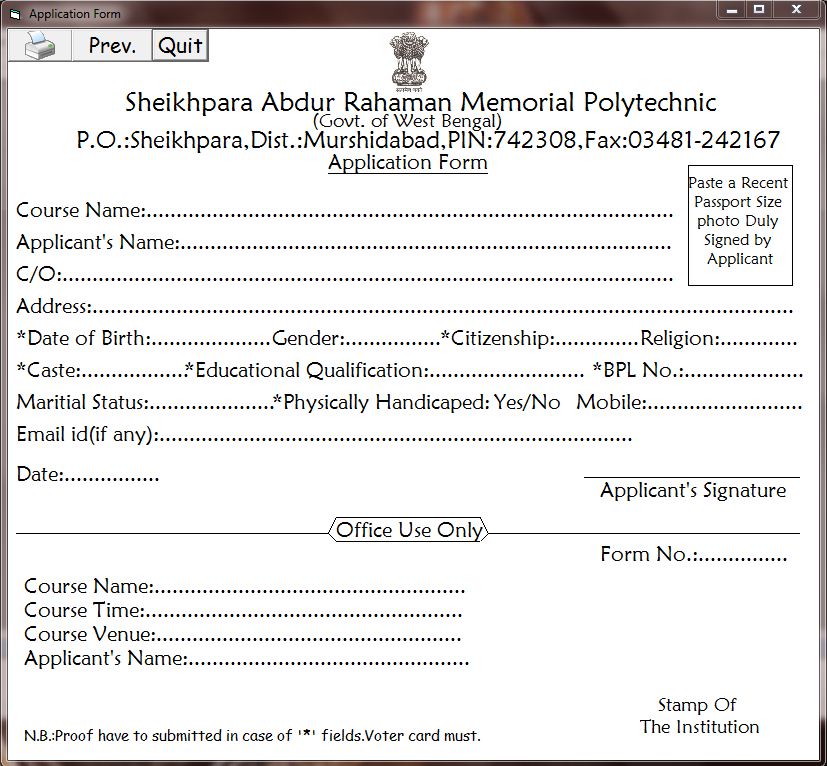 Application Form
Prev. Quit
Sheikhpara Abdur Rahaman Memorial Polytechnic
(Govt. of West Bengal)
P.O.:Sheikhpara,Dist.:Murshidabad,PIN:742308,Fax:03481-242167
Application Form
Paste a Recent
Passport Size
photo Duly
Signed by
Applicant
Course Name:........................................................................................
Applicant's Name:..................................................................................
C/O:......................................................................................................
Address:.....................................................................................................................
*Date of Birth:....................Gender:................*Citizenship:..............Religion:.............
*Caste:..................*Educational Qualification:.......................... *BPL No.:....................
Maritial Status:.....................*Physically Handicaped: Yes/No Mobile:..........................
Email id(if any):...............................................................................
Date:................
Applicant's Signature
Office Use Only
Form No.:...............
Course Name:....................................................
Course Time:.....................................................
Course Venue:...................................................
Applicant's Name:...............................................
Stamp Of
The Institution
N.B.:Proof have to submitted in case of '*' fields.Voter card must.